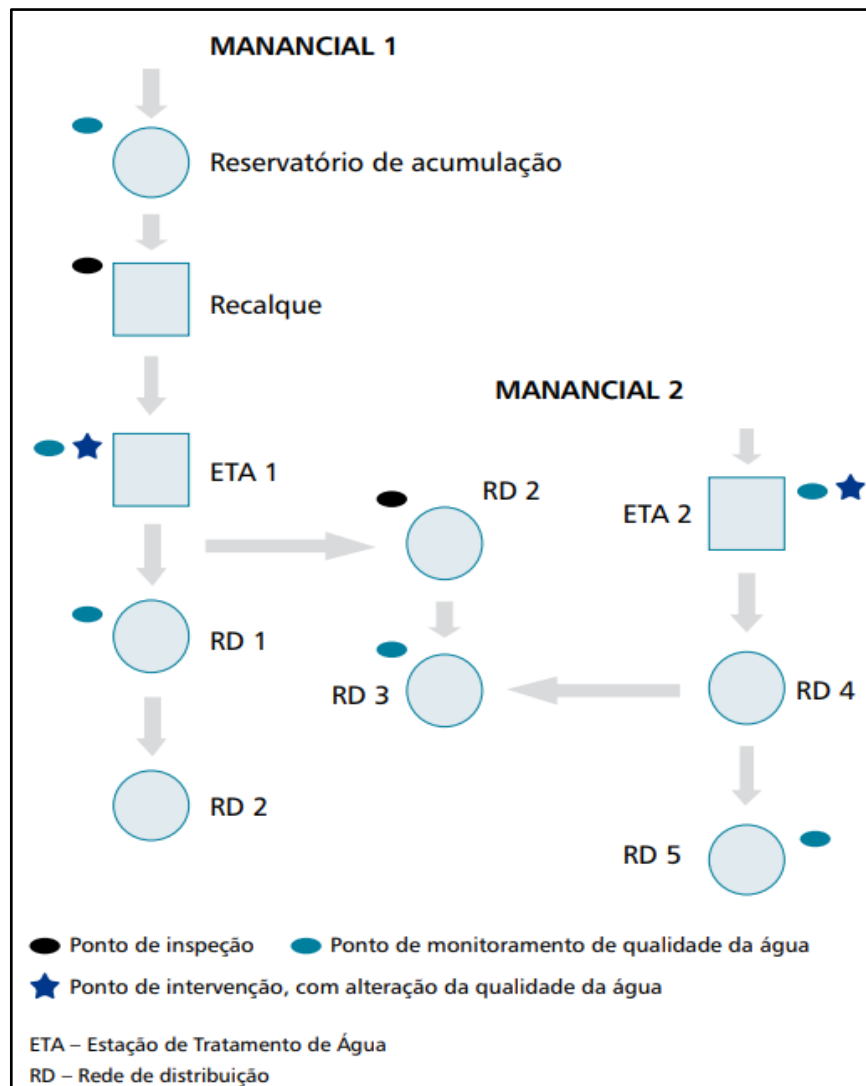 MANANCIAL 1
Reservatório de acumulação
Recalque
MANANCIAL 2
ETA 1
RD 2
ETA 2
RD 1
RD 3
RD 4
RD 2
RD 5
Ponto de inspeção
Ponto de monitoramento de qualidade da água
Ponto de intervenção, com alteração da qualidade da água
ETA – Estação de Tratamento de Água
RD – Rede de distribuição